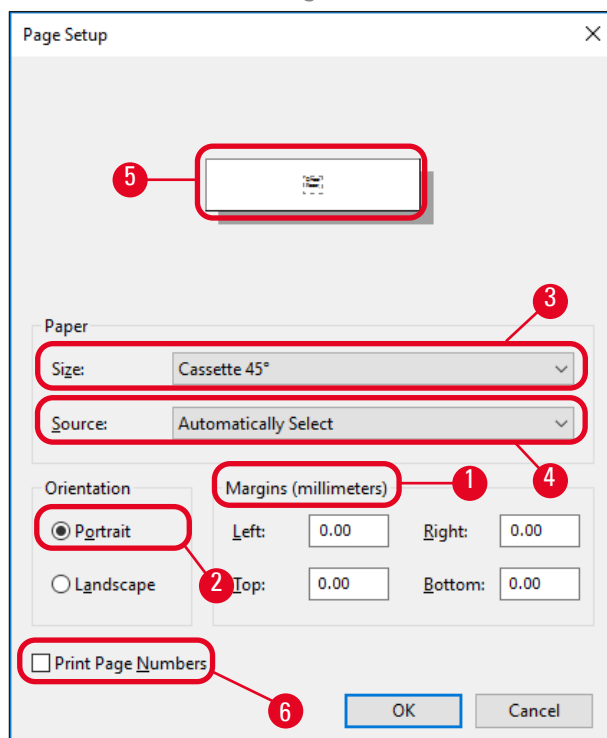 Page Setup
5
3
Paper
Size: Cassette 45°
Source: Automatically Select
4
Orientation
Margins (millimeters)
1
Portrait
Left: 0.00 Right: 0.00
2
Landscape
Top: 0.00 Bottom: 0.00
Print Page Numbers
6
OK Cancel